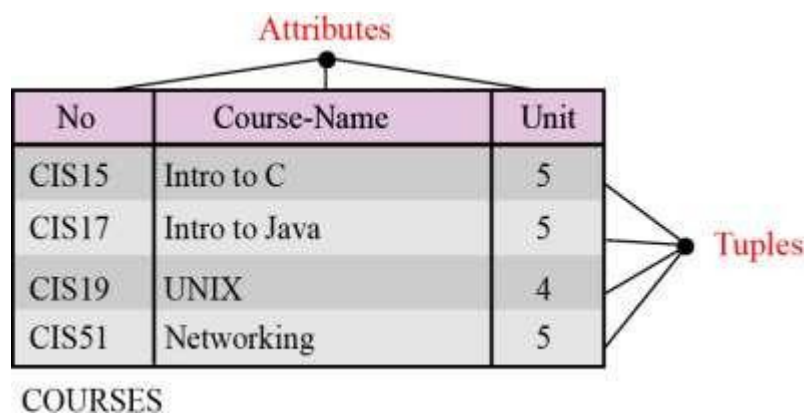 Attributes
No Course-Name Unit
CIS15 Intro to C 5
CIS17 Intro to Java 5
CIS19 UNIX 4
CIS51 Networking 5
Tuples
COURSES